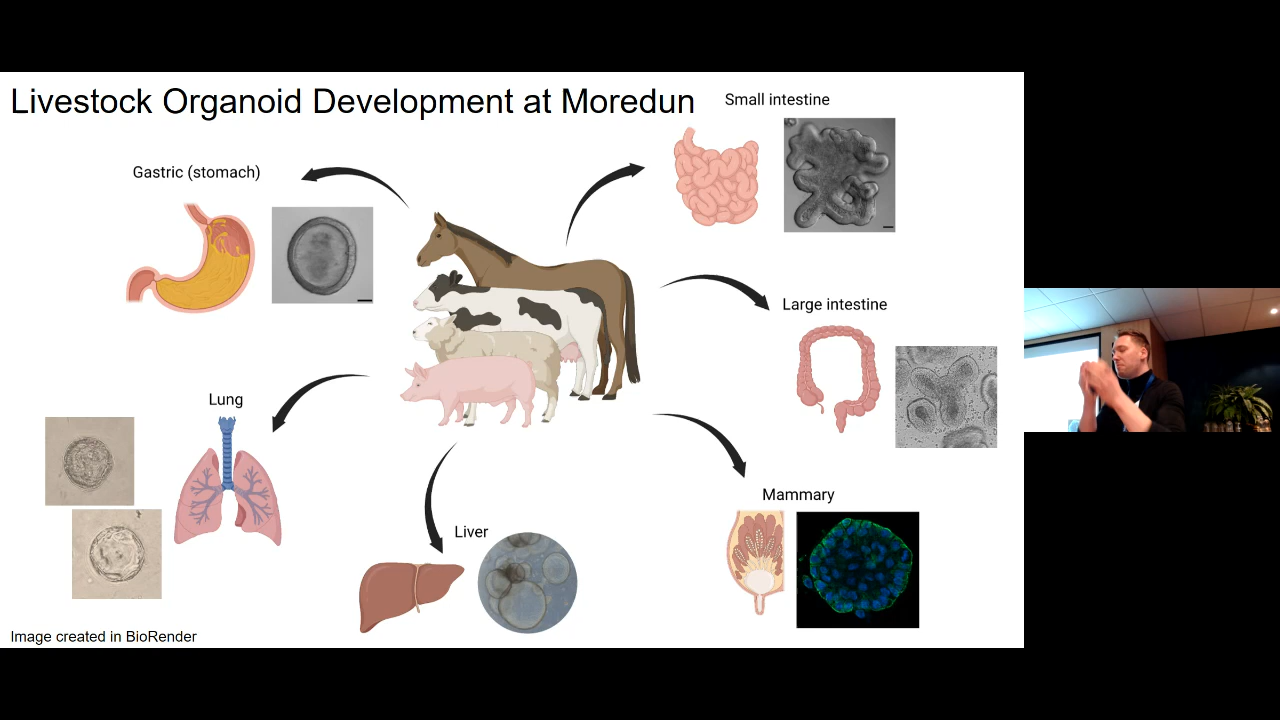 Livestock Organoid Development at Moredun
Small intestine
Gastric (stomach)
Large intestine
Lung
Mammary
Liver
Image created in BioRender